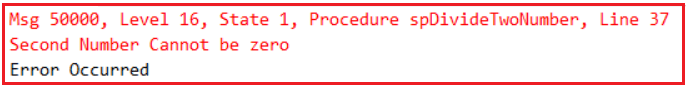 Msg 50000, Level 16, State 1, Procedure spDivideTwoNumber, Line 37
Second Number Cannot be zero
Error Occurred